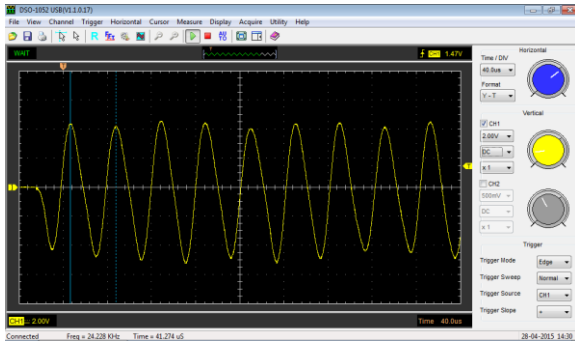 DSO-1052 USB(V1.1.0.17)
File View Channel Trigger Horizontal Cursor Measure Display Acquire Utility Help
WAIT
CH1 1.47V
T
T
CH1 2.00V
Time 40.0us
Horizontal
Time / DIV
40.0us
Format
Y - T
Vertical
CH1
2.00V
DC
x 1
CH2
500mV
DC
x 1
Trigger
Trigger Mode Edge
Trigger Sweep Normal
Trigger Source CH1
Trigger Slope +
Connected Freq = 24.228 KHz Time = 41.274 uS 28-04-2015 14:30